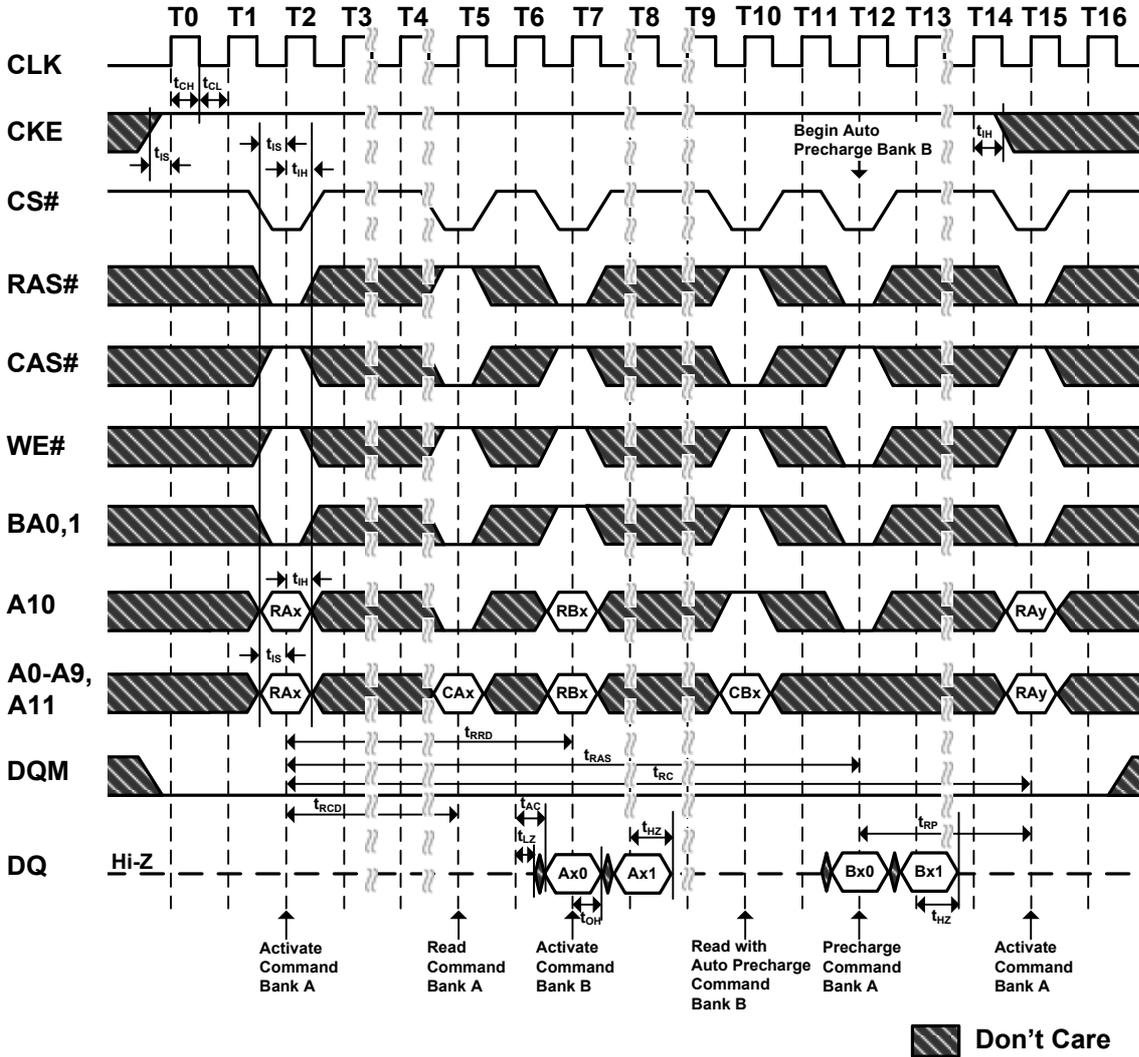 T0 T1 T2 T3 T4 T5 T6 T7 T8 T9 T10 T11 T12 T13 T14 T15 T16
CLK
tCH tCL
CKE
tIS
tIS
tIH
Begin Auto
Precharge Bank B
tIH
CS#
RAS#
CAS#
WE#
BA0,1
tIH
A10
RAx RBx RAy
tIS
A0-A9,
A11
RAx CAx RBx CBx RAy
tRRD
tRAS
tRC
DQM
tRCD
tAC
tLZ
tHZ
tRP
DQ
Hi-Z
Ax0 Ax1 Bx0 Bx1
tOH
tHZ
Activate
Command
Bank A
Read
Command
Bank A
Activate
Command
Bank B
Read with
Auto Precharge
Command
Bank B
Precharge
Command
Bank A
Activate
Command
Bank A
Don't Care